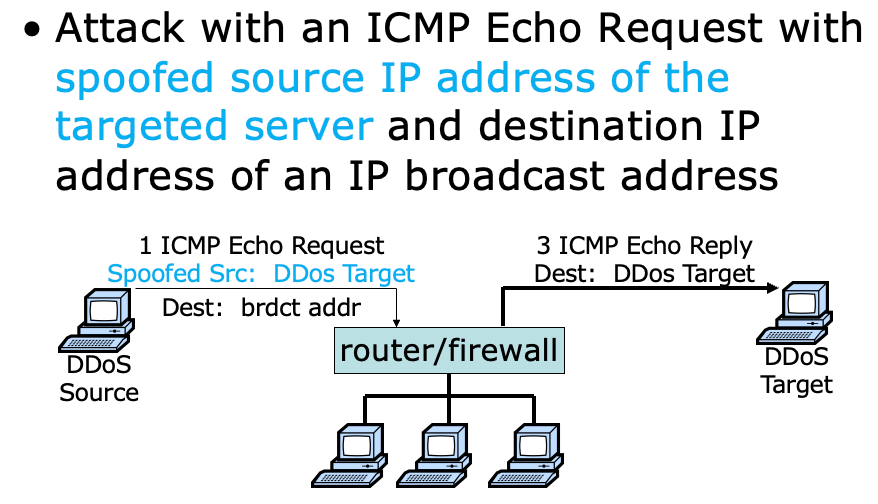 • Attack with an ICMP Echo Request with
spoofed source IP address of the
targeted server and destination IP
address of an IP broadcast address
1 ICMP Echo Request
Spoofed Src: DDos Target
Dest: brdct addr
3 ICMP Echo Reply
Dest: DDos Target
router/firewall
DDoS
Source
DDoS
Target